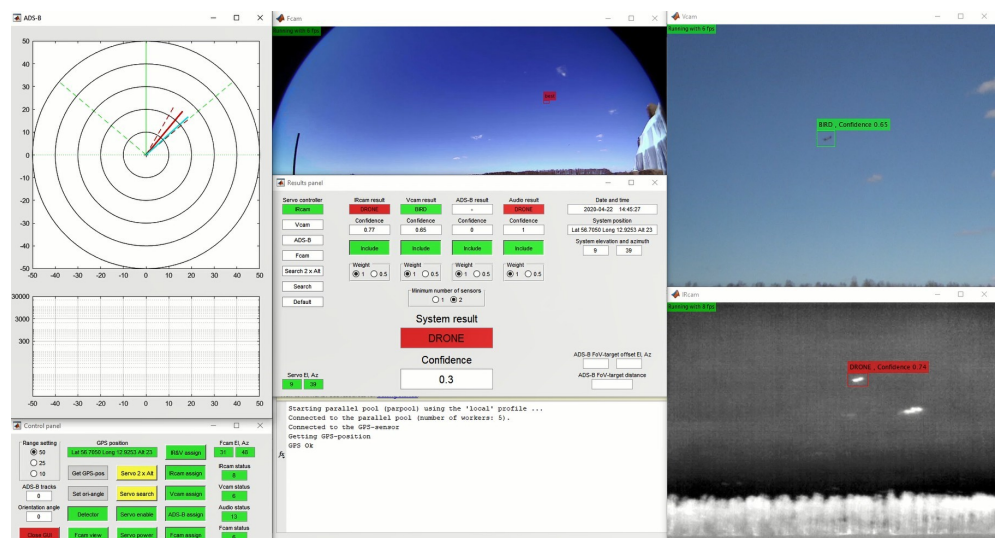 ADS-B
50
40
30
20
10
0
-10
-20
-30
-40
-50
-50 -40 -30 -20 -10 0 10 20 30 40 50
30000
3000
300
-50 -40 -30 -20 -10 0 10 20 30 40 50
Fcam
Running with 6 fps
Vcam
Running with 6 fps
BIRD , Confidence 0.65
Results panel
Servo controller
IRcam
Vcam
ADS-B
Fcam
Search 2 x Alt
Search
Default
Servo El, Az
9 39
IRcam result Vcam result ADS-B result Audio result
DRONE BIRD - DRONE
Confidence Confidence Confidence Confidence
0.77 0.65 0 1
Include Include Include Include
Weight Weight Weight Weight
1 0.5 1 0.5 1 0.5 1 0.5
Minimum number of sensors
1 2
System result
DRONE
Confidence
0.3
Date and time
2020-04-22 14:45:27
System position
Lat 56.7050 Long 12.9253 Alt 23
System elevation and azimuth
9 39
ADS-B FoV-target offset El, Az
ADS-B FoV-target distance
IRcam
DRONE , Confidence 0.74
Starting parallel pool (parpool) using the 'local' profile ...
Connected to the parallel pool (number of workers: 5).
Connected to the GPS-sensor
Getting GPS-position
GPS Ok
fx
Control panel
Range setting
50
25
10
ADS-B tracks
0
Orientation angle
0
Close GUI
GPS position
Lat 56.7050 Long 12.9253 Alt 23
Get GPS-pos Servo 2 x Alt
Set ori-angle Servo search
Detector Servo enable
Fcam view Servo power
IR&V assign
IRcam assign
Vcam assign
ADS-B assign
Fcam assign
Fcam El, Az
31 46
IRcam status
Vcam status
6
Audio status
13
Fcam status
6